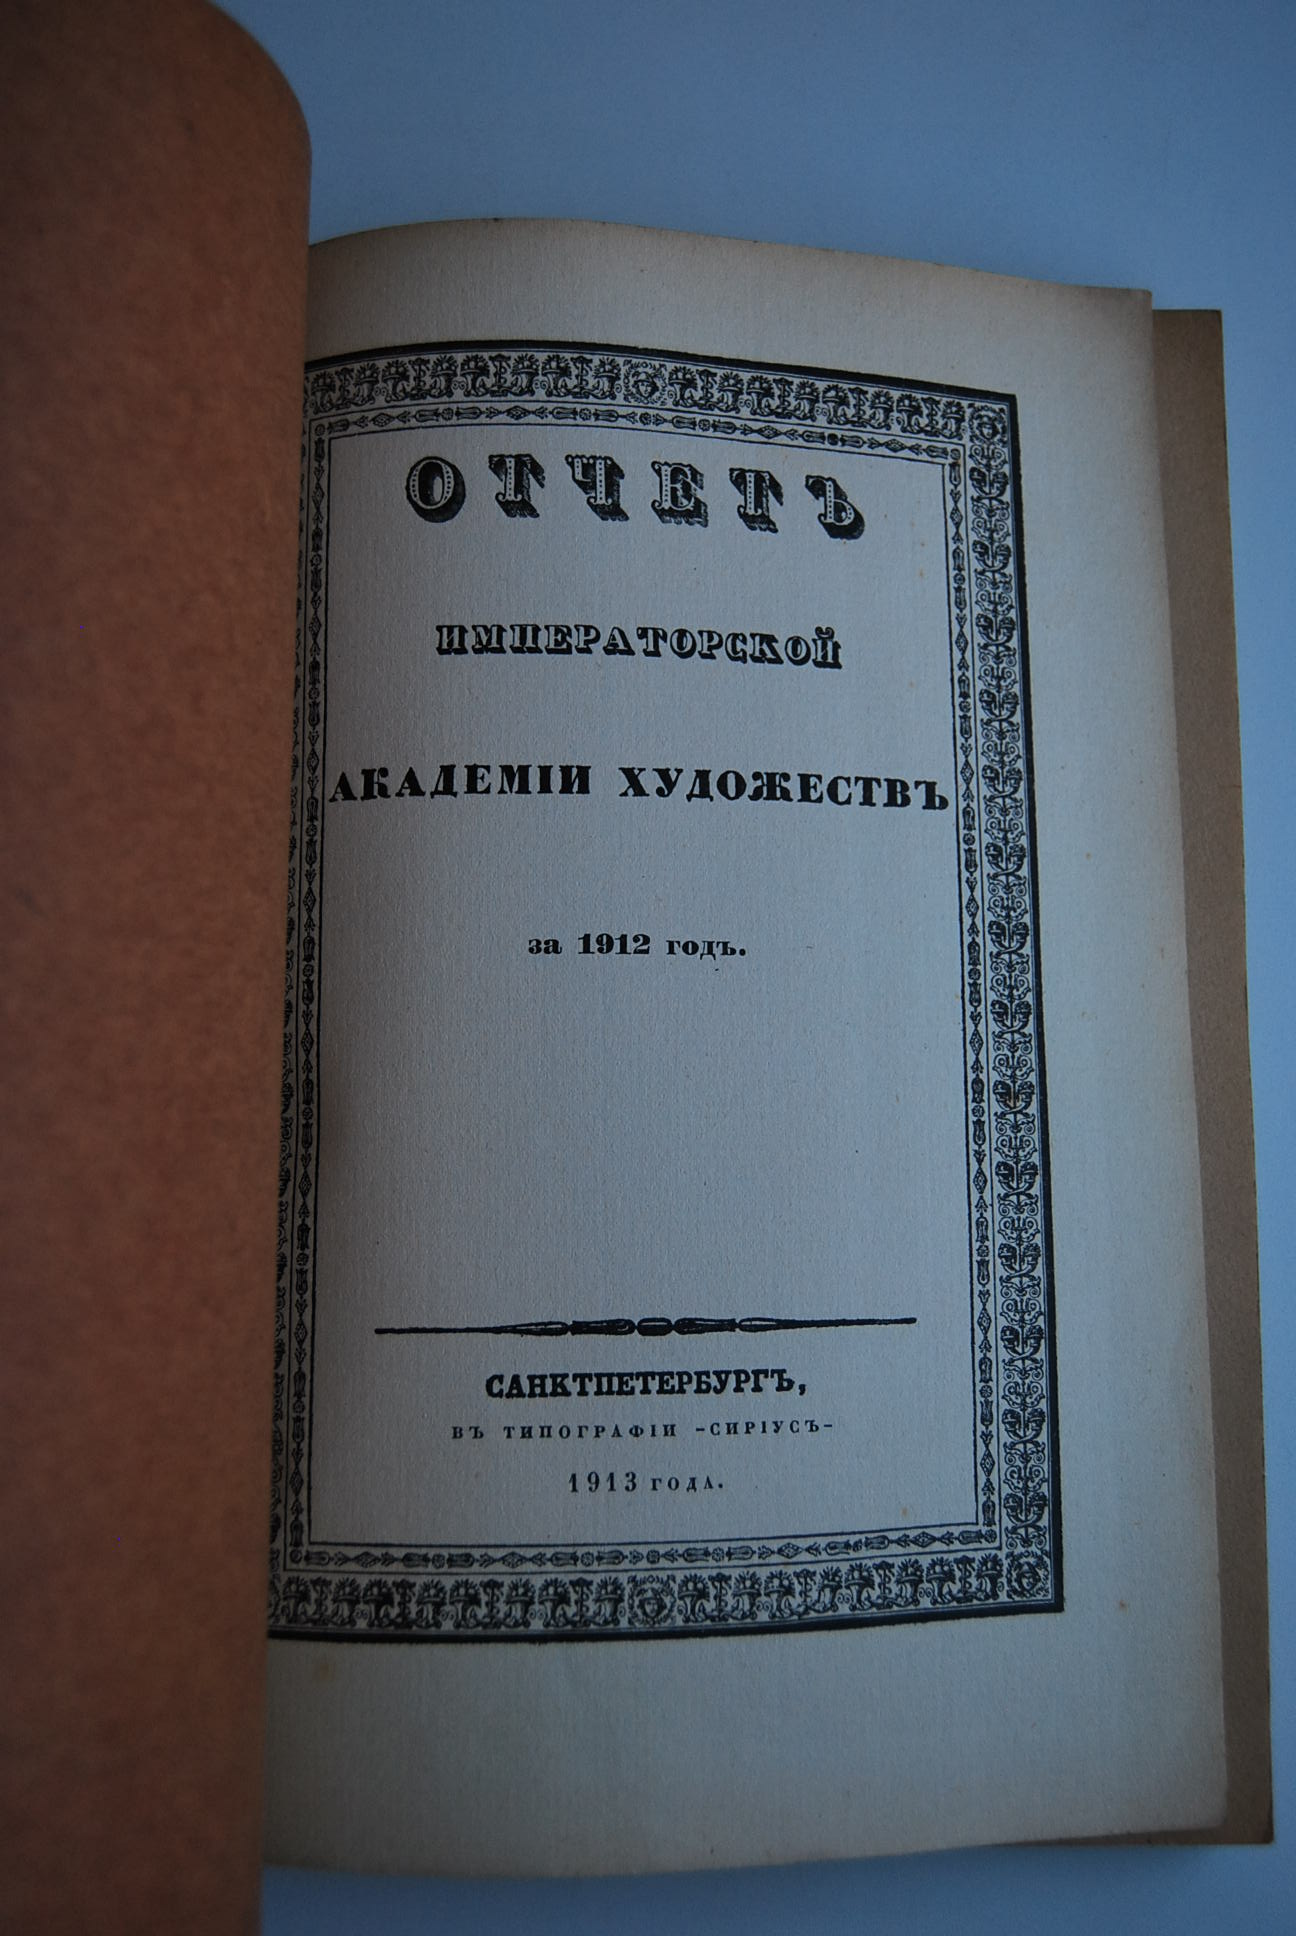 ОТЧЕТЪ
ИМПЕРАТОРСКОЙ
АКАДЕМІИ ХУДОЖЕСТВЪ
за 1912 годъ.
САНКТПЕТЕРБУРГЪ,
ВЪ ТИПОГРАФІИ -СИРІУСЪ-
1913 ГОДА.